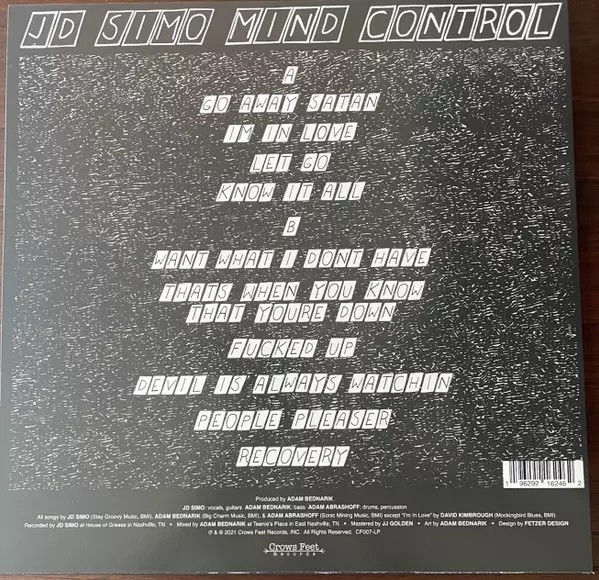 JD SIMO MIND CONTROL
A
GO AWAY SATAN
IM IN LOVE
LET GO
KNOW IT ALL
B
WANT WHAT I DONT HAVE
THATS WHEN YOU KNOW
THAT YOURE DOWN
FUCKED UP
DEVIL IS ALWAYS WATCHIN
PEOPLE PLEASER
RECOVERY
1 96292 16246 2
Produced by ADAM BEDNARIK
JD SIMO: vocals, guitars ADAM BEDNARIK: bass ADAM ABRASHOFF: drums, percussion
All songs by JD SIMO (Stay Groovy Music, BMI), ADAM BEDNARIK (Big Charm Music, BMI), & ADAM ABRASHOFF (Sonic Mining Music, BMI) except "I'm in Love" by DAVID KIMBROUGH (Mockingbird Blues, BMI)
Recorded by JD SIMO at House of Grease in Nashville, TN • Mixed by ADAM BEDNARIK at Teenie's Place in East Nashville, TN • Mastered by JJ GOLDEN • Art by ADAM BEDNARIK • Design by FETZER DESIGN
℗ & © 2021 Crows Feet Records, INC. All Rights Reserved. CF007-LP.
Crows Feet
Records